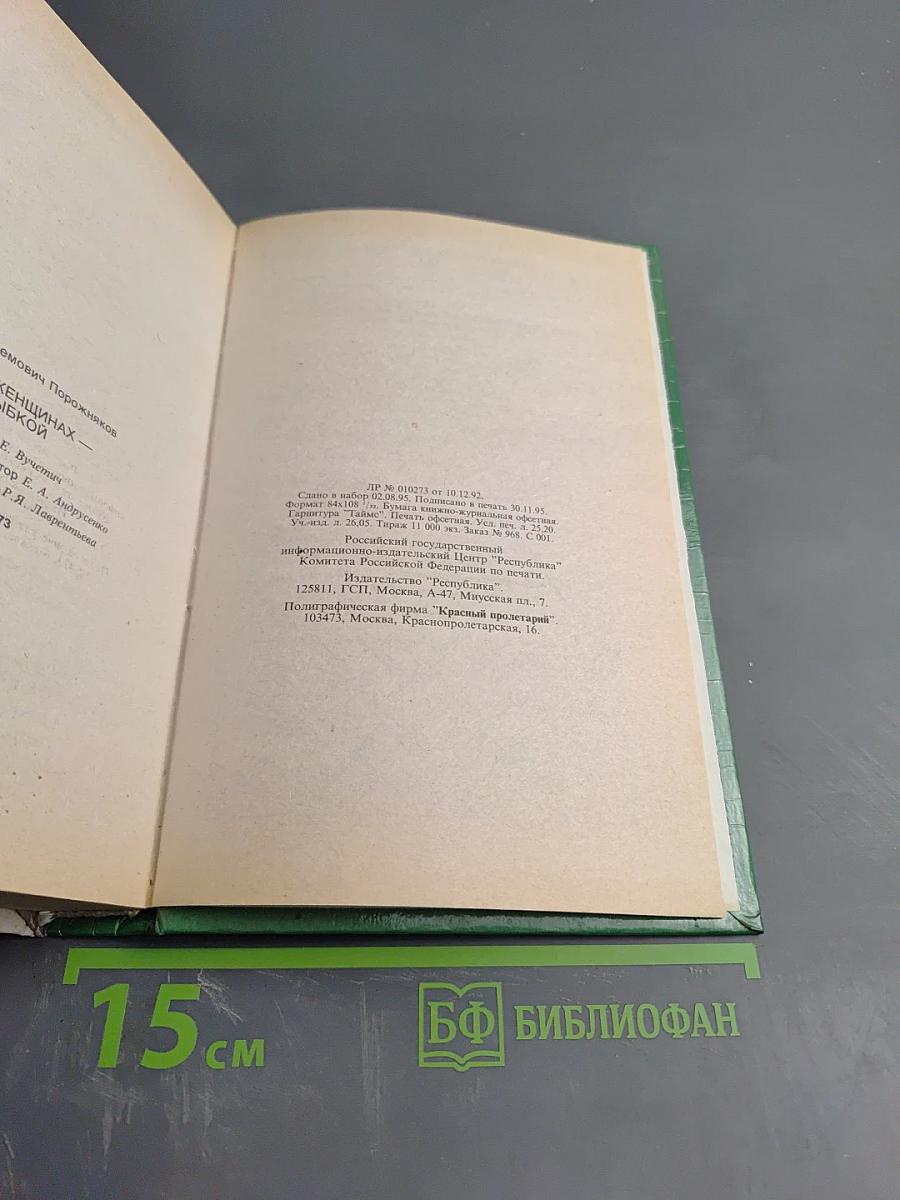 емович Порожняков
ЖЕНЩИНАХ —
ЫБКОЙ
Е. Вучетич
тор Е. А. Андрусенко
Р.Я. Лаврентьева
73
ЛР № 010273 от 10.12.92.
Сдано в набор 02.08.95. Подписано в печать 30.11.95.
Формат 84x108 1/32. Бумага книжно-журнальная офсетная.
Гарнитура "Таймс". Печать офсетная. Усл. печ. л. 25,20.
Уч.-изд. л. 26,05. Тираж 11 000 экз. Заказ № 968. С 001.
Российский государственный
информационно-издательский Центр "Республика"
Комитета Российской Федерации по печати.
Издательство "Республика".
125811, ГСП, Москва, А-47, Миусская пл., 7.
Полиграфическая фирма "Красный пролетарий".
103473, Москва, Краснопролетарская, 16.
15 см
БФ БИБЛИОФАН